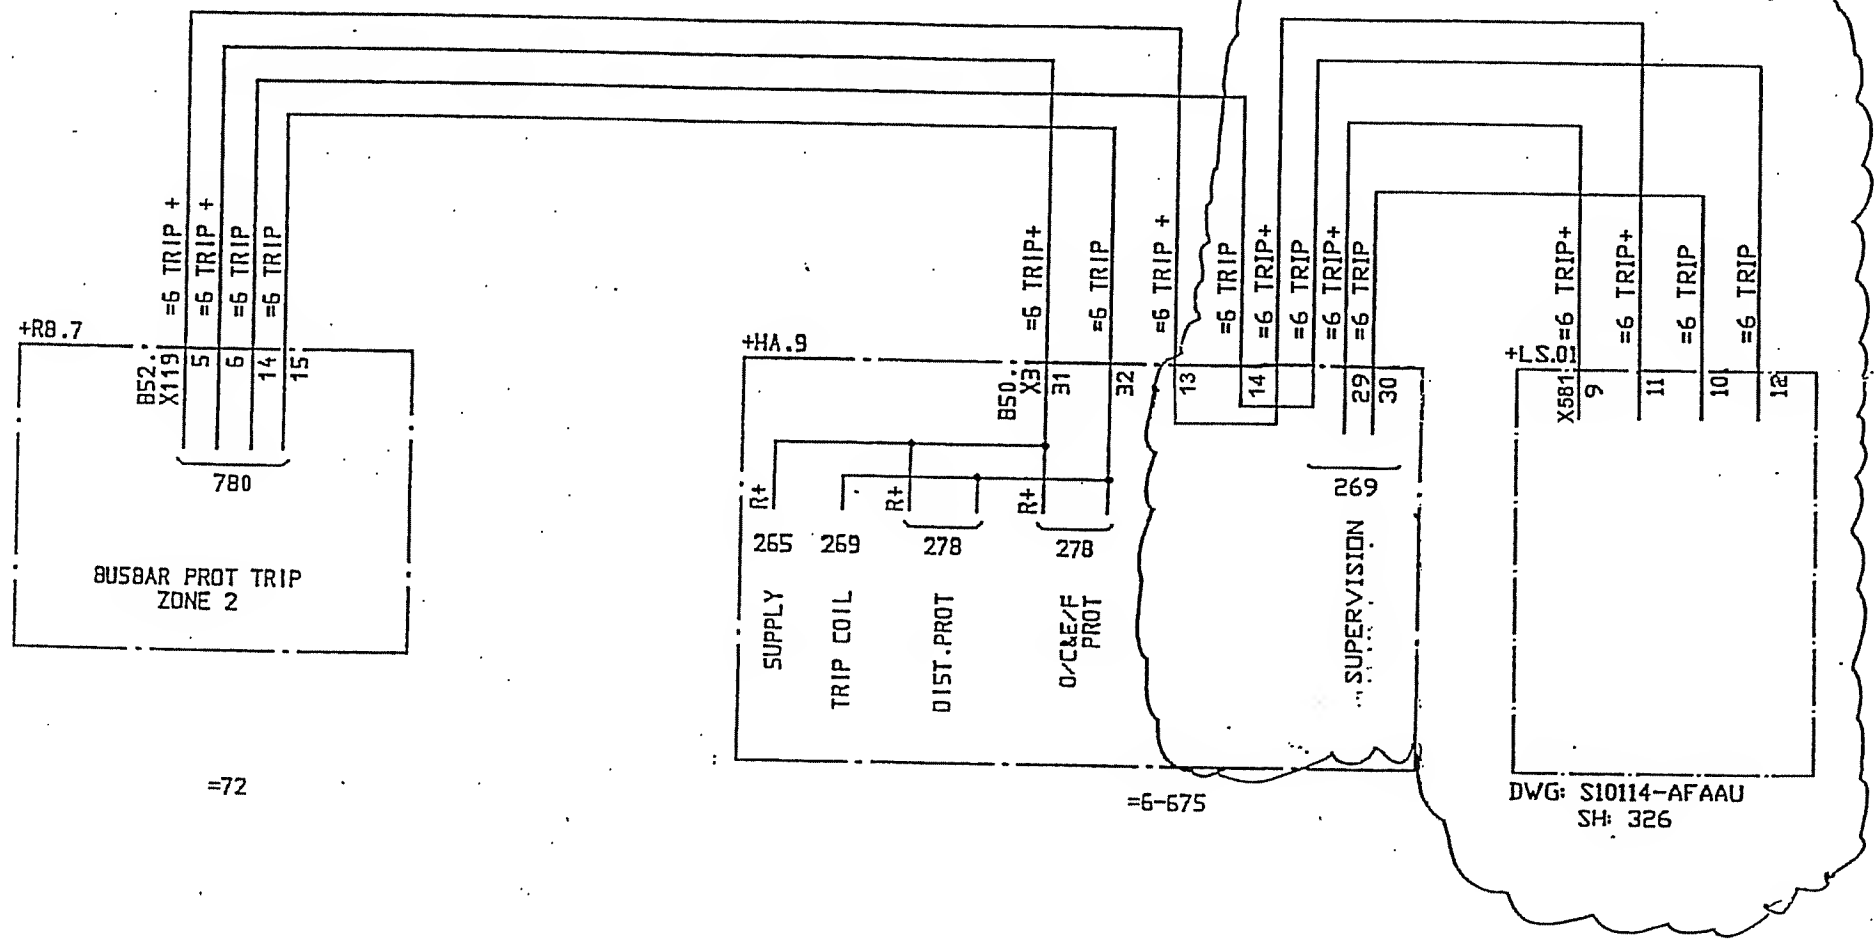 +R8.7
B52.
X119
5
6
14
15
=6 TRIP +
=6 TRIP +
=6 TRIP
=6 TRIP
780
BUSBAR PROT TRIP
ZONE 2
=72
+HA.9
B50.
X3
31
32
13
14
29
30
=6 TRIP+
=6 TRIP
=6 TRIP +
=6 TRIP
=6 TRIP+
=6 TRIP
=6 TRIP+
=6 TRIP
R+
R+
R+
265
269
278
278
269
SUPPLY
TRIP COIL
DIST.PROT
O/C&E/F
PROT
SUPERVISION
=6-675
+LS.01
X581
9
11
10
12
=6 TRIP+
=6 TRIP+
=6 TRIP
=6 TRIP
DWG: S10114-AFAAU
SH: 326